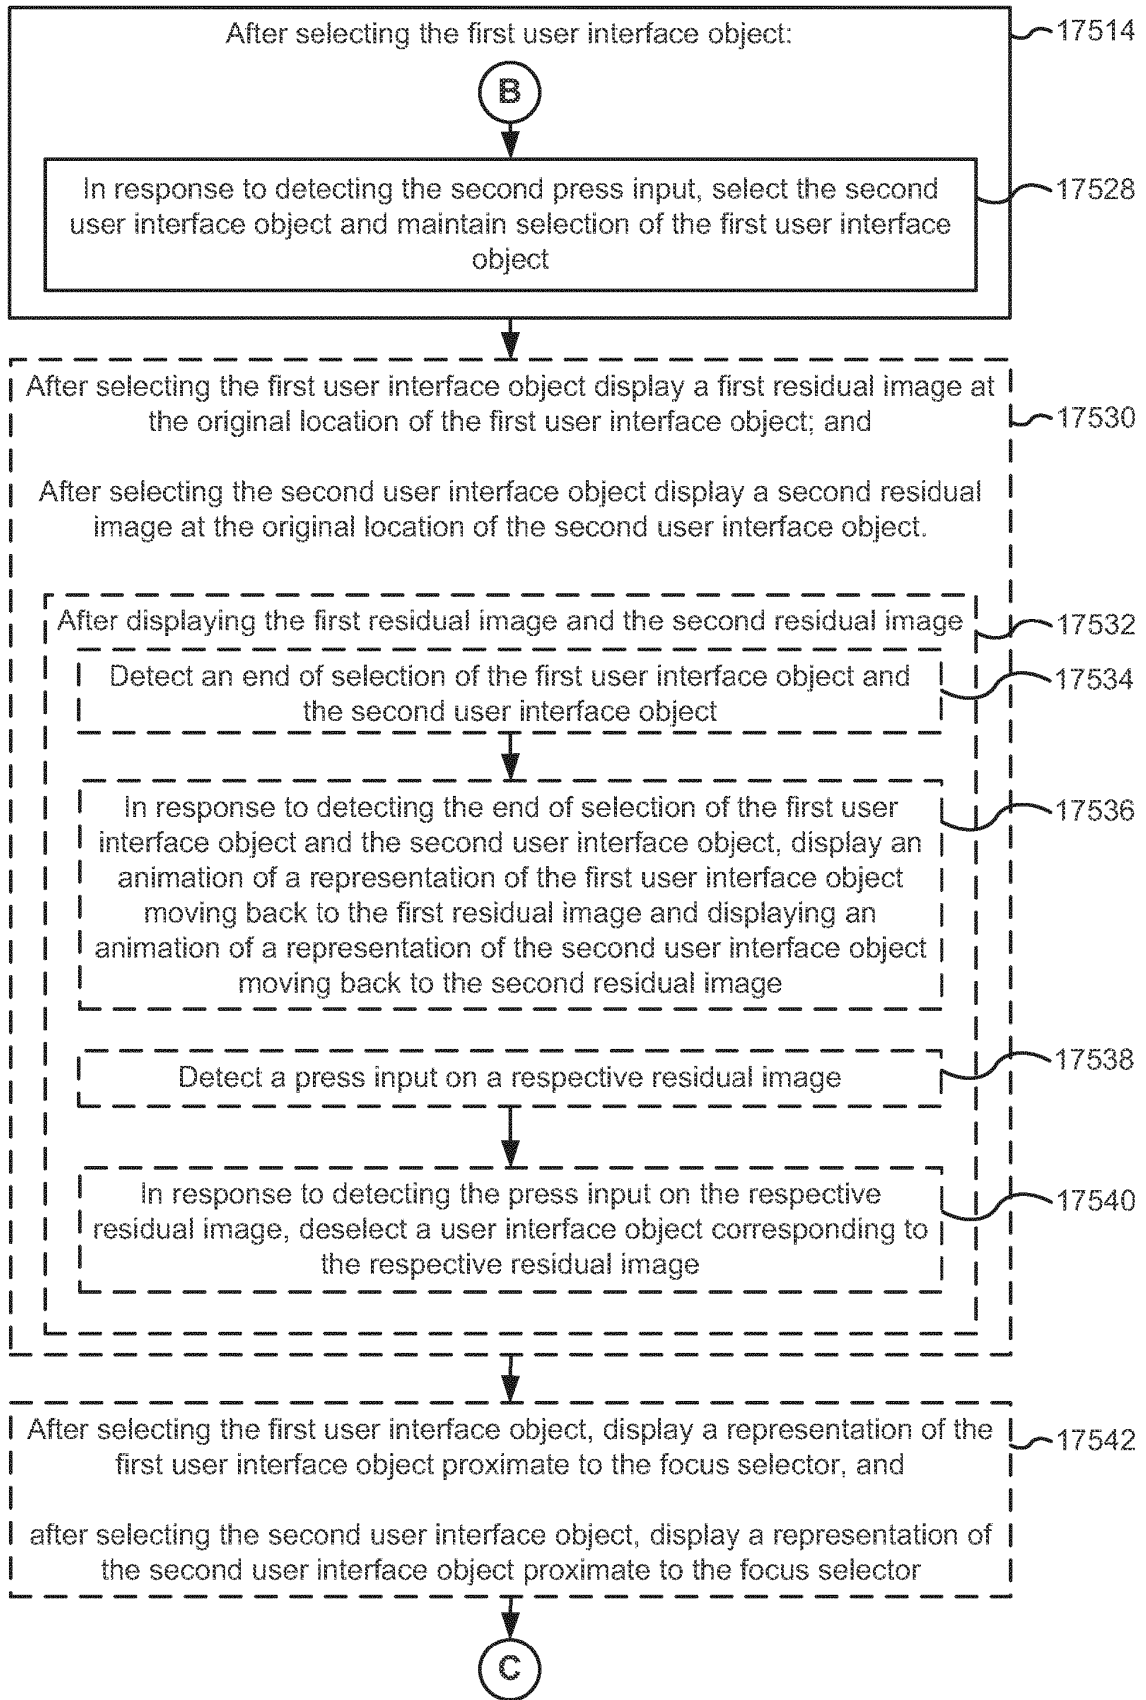 After selecting the first user interface object:
17514
B
In response to detecting the second press input, select the second
user interface object and maintain selection of the first user interface
object
17528
After selecting the first user interface object display a first residual image at
the original location of the first user interface object; and
17530
After selecting the second user interface object display a second residual
image at the original location of the second user interface object.
After displaying the first residual image and the second residual image
17532
Detect an end of selection of the first user interface object and
the second user interface object
17534
In response to detecting the end of selection of the first user
interface object and the second user interface object, display an
animation of a representation of the first user interface object
moving back to the first residual image and displaying an
animation of a representation of the second user interface object
moving back to the second residual image
17536
Detect a press input on a respective residual image
17538
In response to detecting the press input on the respective
residual image, deselect a user interface object corresponding to
the respective residual image
17540
After selecting the first user interface object, display a representation of the
first user interface object proximate to the focus selector, and
17542
after selecting the second user interface object, display a representation of
the second user interface object proximate to the focus selector
C